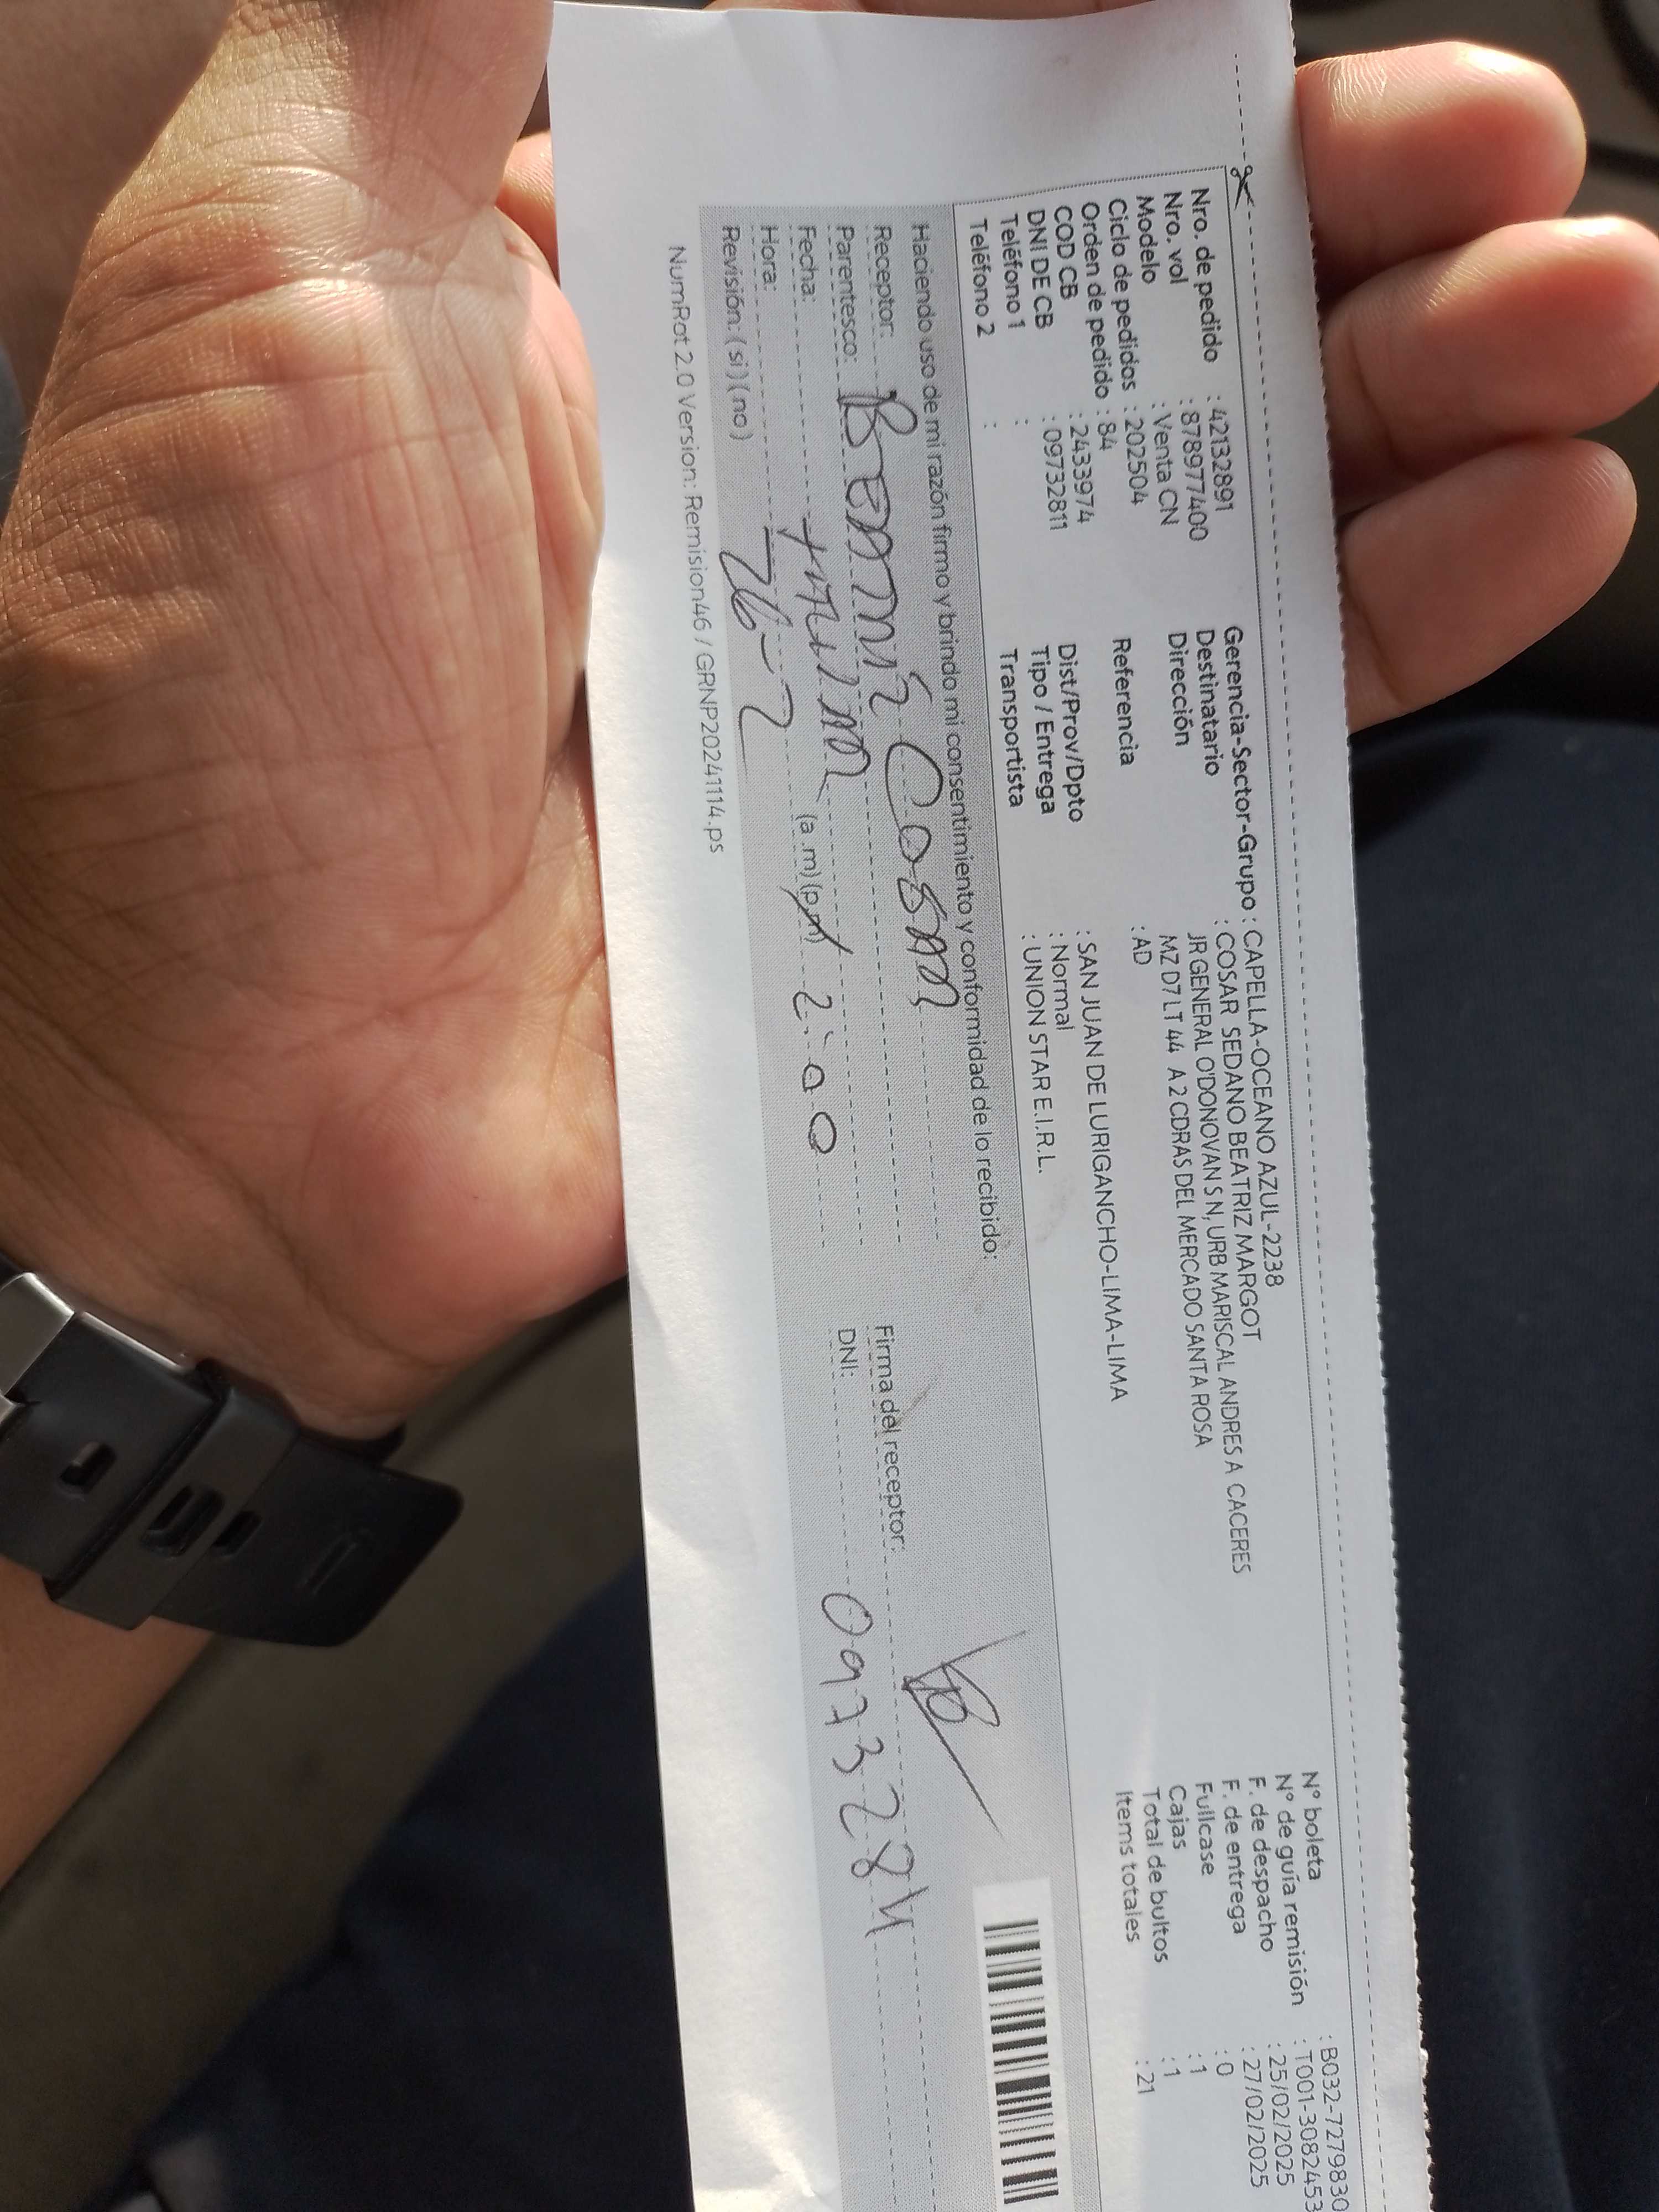 Nro. de pedido : 42132891
Nro. vol : 878977400
Modelo : Venta CN
Ciclo de pedidos : 202504
Orden de pedido : 84
COD CB : 2433974
DNI DE CB : 09732811
Teléfono 1 :
Teléfono 2 :
Gerencia-Sector-Grupo : CAPELLA-OCEANO AZUL-2238
Destinatario : COSAR SEDANO BEATRIZ MARGOT
Dirección JR GENERAL O'DONOVAN S N, URB MARISCAL ANDRES A CACERES
MZ D7 LT 44 A 2 CDRAS DEL MERCADO SANTA ROSA
Referencia : AD
Dist/Prov/Dpto : SAN JUAN DE LURIGANCHO-LIMA-LIMA
Tipo / Entrega : Normal
Transportista : UNION STAR E.I.R.L.
N° boleta : B032-7279830
N° de guía remisión : T001-3082453
F. de despacho : 25/02/2025
F. de entrega : 27/02/2025
Fullcase : 0
Cajas : 1
Total de bultos : 1
Items totales : 21
Haciendo uso de mi razón firmo y brindo mi consentimiento y conformidad de lo recibido:
Receptor: Cosar
Parentesco:
Fecha:
Hora: 26-2 (a.m) (p.m) 2:00
Revisión: (si) (no)
Firma del receptor:
DNI: 0973284
NumRot 2.0 Version: Remision46 / GRNP20241114.ps